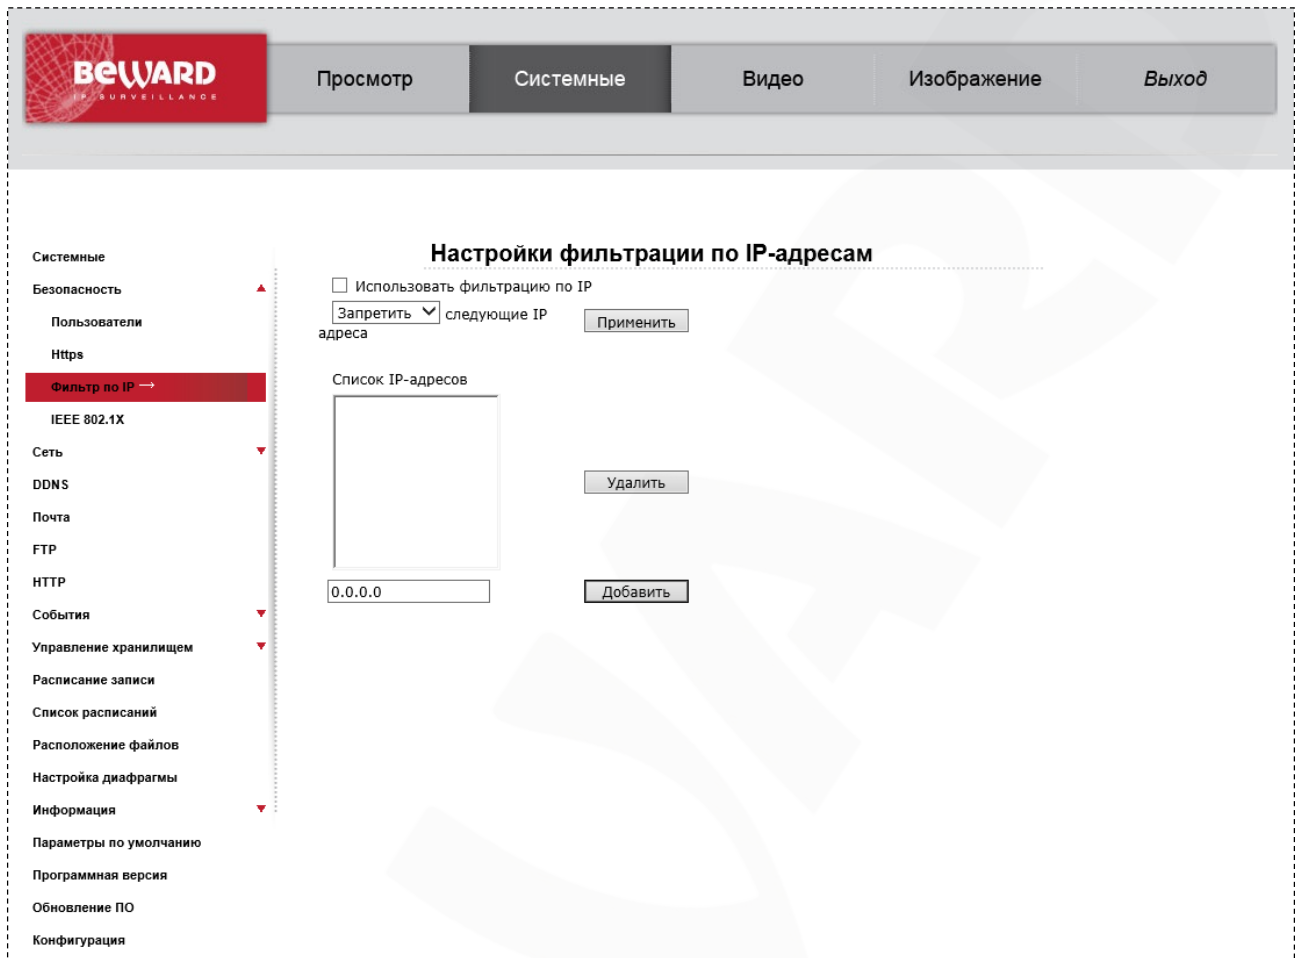 BEWARD
IP SURVEILLANCE
Просмотр
Системные
Видео
Изображение
Выход
Системные
Безопасность
Пользователи
Https
Фильтр по IP →
IEEE 802.1X
Сеть
DDNS
Почта
FTP
HTTP
События
Управление хранилищем
Расписание записи
Список расписаний
Расположение файлов
Настройка диафрагмы
Информация
Параметры по умолчанию
Программная версия
Обновление ПО
Конфигурация
Настройки фильтрации по IP-адресам
Использовать фильтрацию по IP
Запретить следующие IP
адреса
Применить
Список IP-адресов
Удалить
0.0.0.0
Добавить